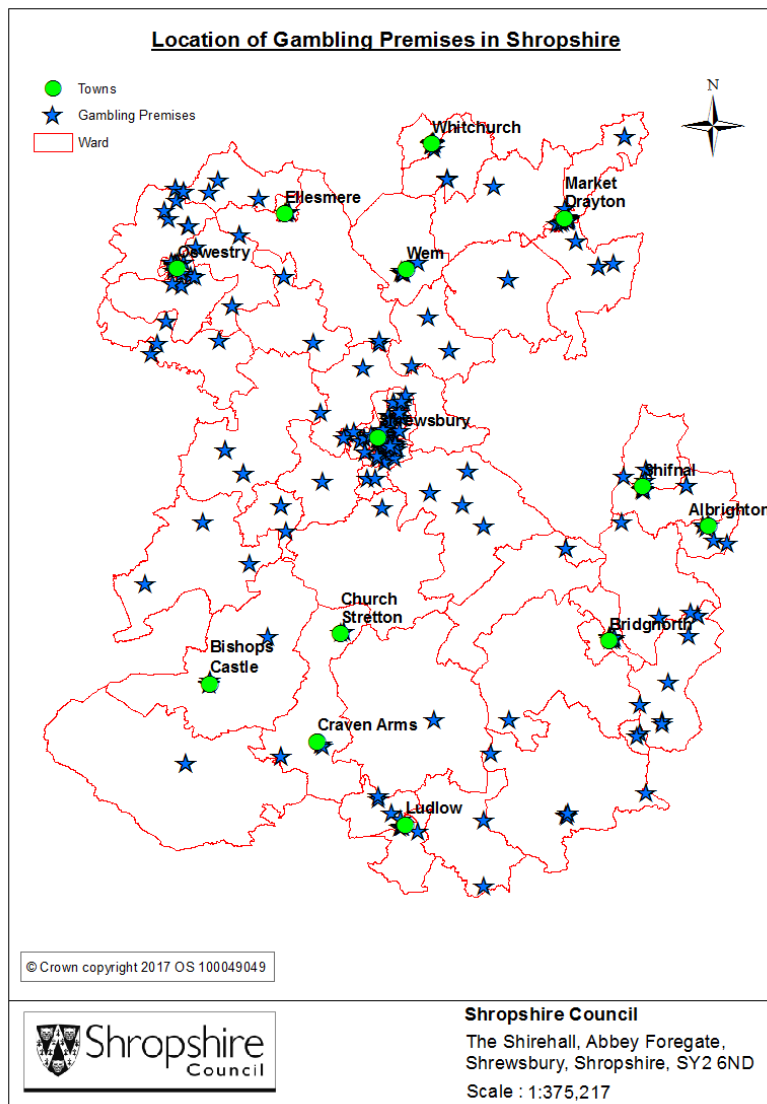 Location of Gambling Premises in Shropshire
Towns
Gambling Premises
Ward
N
Whitchurch
Ellesmere
Market
Drayton
Oswestry
Wem
Shrewsbury
Shifnal
Albrighton
Church
Stretton
Bridgnorth
Bishops
Castle
Craven Arms
Ludlow
© Crown copyright 2017 OS 100049049
Shropshire
Council
Shropshire Council
The Shirehall, Abbey Foregate,
Shrewsbury, Shropshire, SY2 6ND
Scale : 1:375,217